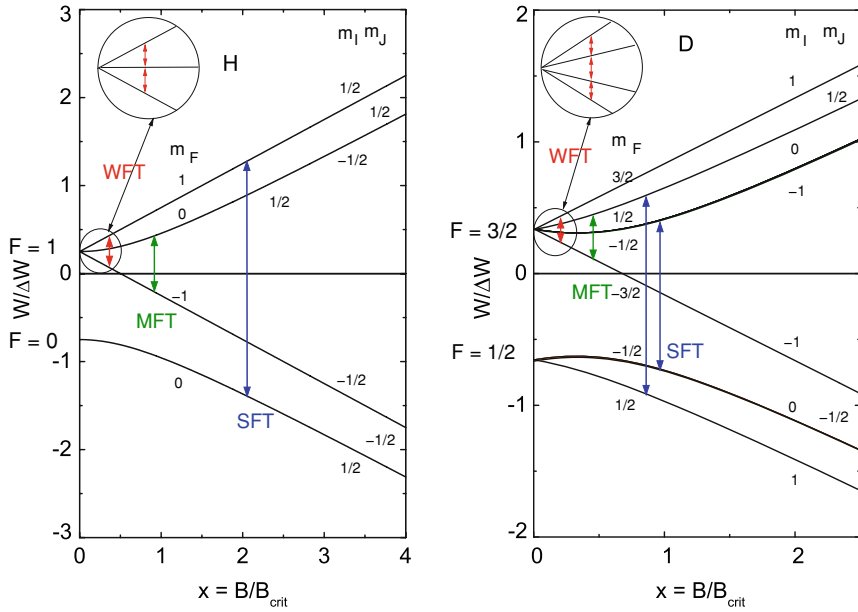 3
2
1
0
-1
-2
-3
W/ΔW
F = 1
F = 0
H
m_I m_J
1/2
1/2
1/2
−1/2
m_F
1
0
1/2
WFT
MFT
SFT
−1
0
−1/2
−1/2
1/2
0
1
2
3
4
x = B/B_crit
2
1
0
-1
-2
W/ΔW
F = 3/2
F = 1/2
D
m_I m_J
1
1/2
0
−1
m_F
3/2
1/2
−1/2
WFT
MFT
−3/2
SFT
−1/2
1/2
−1
0
−1/2
1
0
1
2
x = B/B_crit